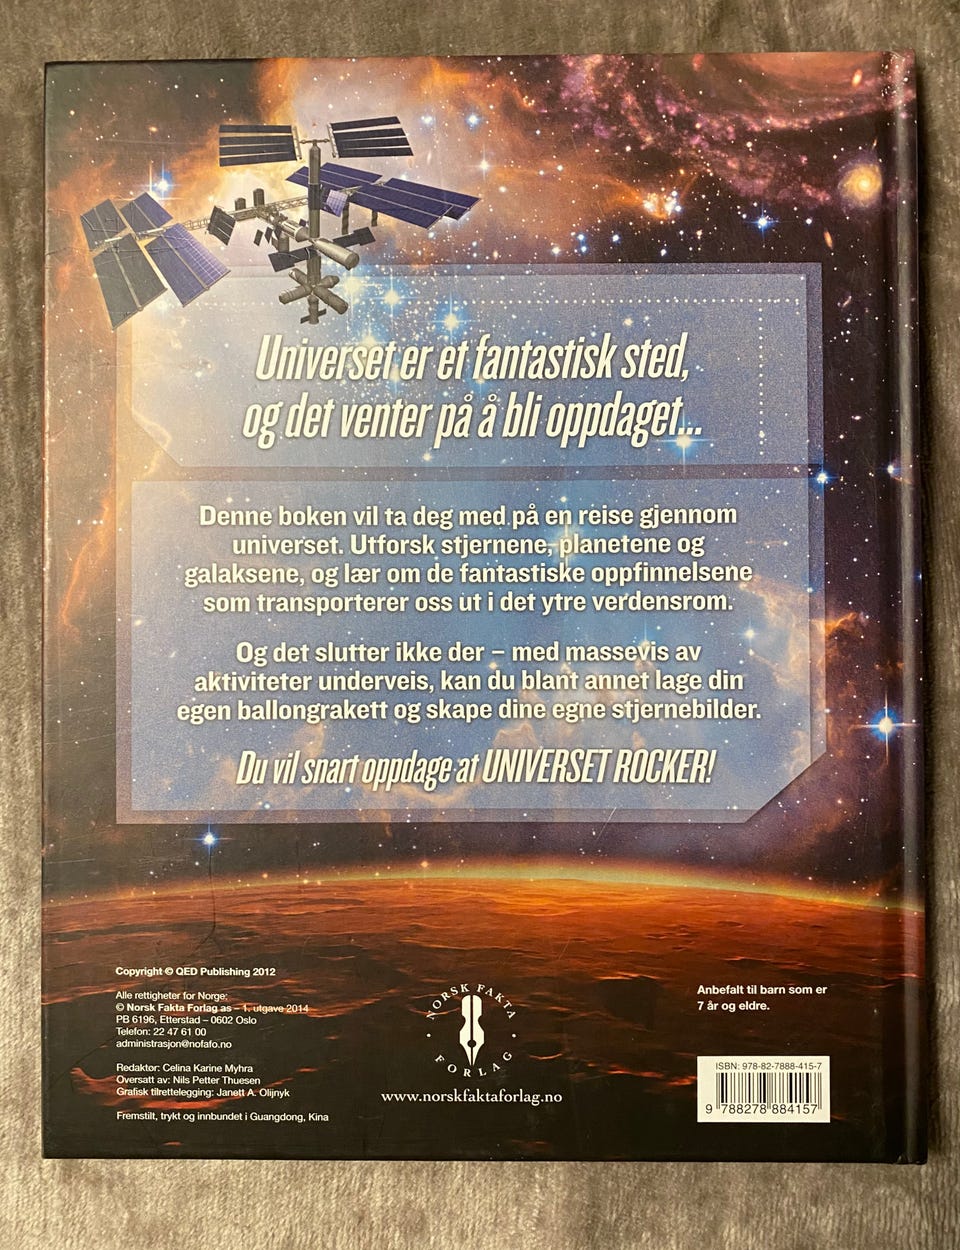 Universet er et fantastisk sted,
og det venter på å bli oppdaget...
Denne boken vil ta deg med på en reise gjennom
universet. Utforsk stjernene, planetene og
galaksene, og lær om de fantastiske oppfinnelsene
som transporterer oss ut i det ytre verdensrom.
Og det slutter ikke der – med massevis av
aktiviteter underveis, kan du blant annet lage din
egen ballongrakett og skape dine egne stjernebilder.
Du vil snart oppdage at UNIVERSET ROCKER!
Copyright © QED Publishing 2012
Alle rettigheter for Norge:
© Norsk Fakta Forlag as – 1. utgave 2014
PB 6196, Etterstad – 0602 Oslo
Telefon: 22 47 61 00
administrasjon@nofafo.no
Redaktør: Celina Karine Myhra
Oversatt av: Nils Petter Thuesen
Grafisk tilrettelegging: Janett A. Olijnyk
Fremstilt, trykt og innbundet i Guangdong, Kina
NORSK FAKTA
FORLAG
www.norskfaktaforlag.no
Anbefalt til barn som er
7 år og eldre.
ISBN: 978-82-7888-415-7
9 788278 884157